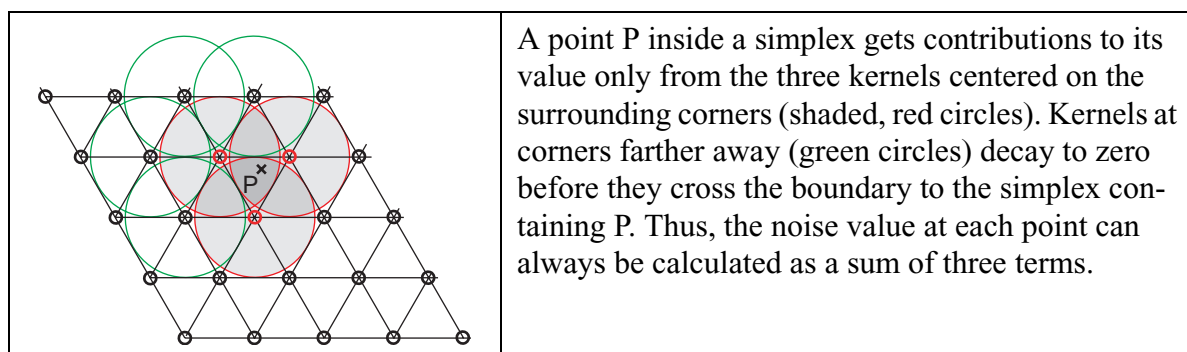 P
A point P inside a simplex gets contributions to its
value only from the three kernels centered on the
surrounding corners (shaded, red circles). Kernels at
corners farther away (green circles) decay to zero
before they cross the boundary to the simplex con-
taining P. Thus, the noise value at each point can
always be calculated as a sum of three terms.